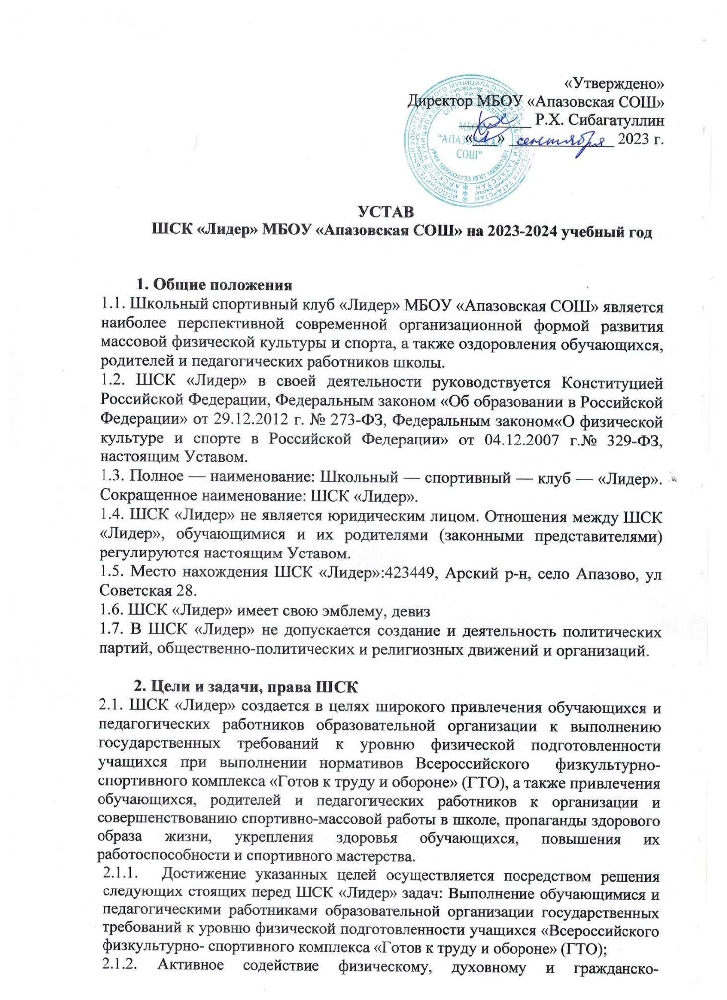 «Утверждено»
Директор МБОУ «Апазовская СОШ»
Р.Х. Сибагатуллин
« » сентября 2023 г.
МБОУ
“АПАЗОВСКАЯ
СОШ”
ИНН 1609004733 КПП 160901001
УСТАВ
ШСК «Лидер» МБОУ «Апазовская СОШ» на 2023-2024 учебный год
1. Общие положения
1.1. Школьный спортивный клуб «Лидер» МБОУ «Апазовская СОШ» является
наиболее перспективной современной организационной формой развития
массовой физической культуры и спорта, а также оздоровления обучающихся,
родителей и педагогических работников школы.
1.2. ШСК «Лидер» в своей деятельности руководствуется Конституцией
Российской Федерации, Федеральным законом «Об образовании в Российской
Федерации» от 29.12.2012 г. № 273-ФЗ, Федеральным законом«О физической
культуре и спорте в Российской Федерации» от 04.12.2007 г.№ 329-ФЗ,
настоящим Уставом.
1.3. Полное — наименование: Школьный — спортивный — клуб — «Лидер».
Сокращенное наименование: ШСК «Лидер».
1.4. ШСК «Лидер» не является юридическим лицом. Отношения между ШСК
«Лидер», обучающимися и их родителями (законными представителями)
регулируются настоящим Уставом.
1.5. Место нахождения ШСК «Лидер»:423449, Арский р-н, село Апазово, ул
Советская 28.
1.6. ШСК «Лидер» имеет свою эмблему, девиз
1.7. В ШСК «Лидер» не допускается создание и деятельность политических
партий, общественно-политических и религиозных движений и организаций.
2. Цели и задачи, права ШСК
2.1. ШСК «Лидер» создается в целях широкого привлечения обучающихся и
педагогических работников образовательной организации к выполнению
государственных требований к уровню физической подготовленности
учащихся при выполнении нормативов Всероссийского физкультурно-
спортивного комплекса «Готов к труду и обороне» (ГТО), а также привлечения
обучающихся, родителей и педагогических работников к организации и
совершенствованию спортивно-массовой работы в школе, пропаганды здорового
образа жизни, укрепления здоровья обучающихся, повышения их
работоспособности и спортивного мастерства.
2.1.1. Достижение указанных целей осуществляется посредством решения
следующих стоящих перед ШСК «Лидер» задач: Выполнение обучающимися и
педагогическими работниками образовательной организации государственных
требований к уровню физической подготовленности учащихся «Всероссийского
физкультурно- спортивного комплекса «Готов к труду и обороне» (ГТО);
2.1.2. Активное содействие физическому, духовному и гражданско-